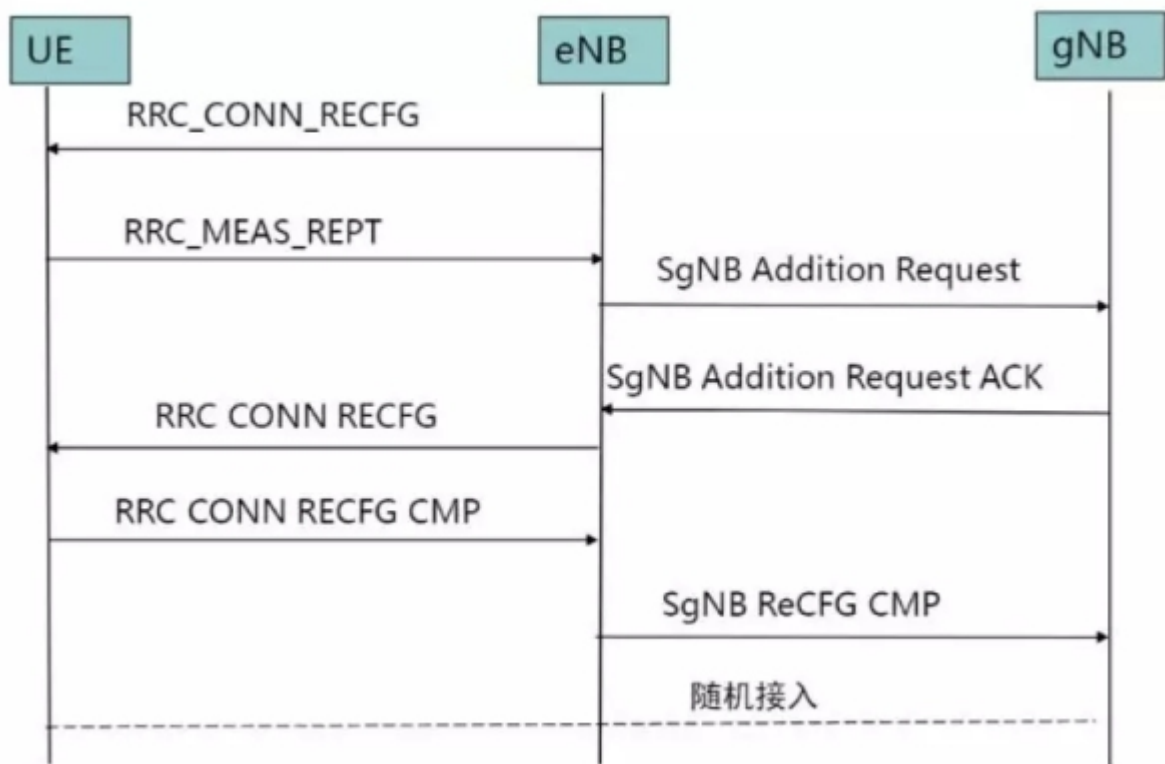 UE
eNB
gNB
RRC_CONN_RECFG
RRC_MEAS_REPT
SgNB Addition Request
SgNB Addition Request ACK
RRC CONN RECFG
RRC CONN RECFG CMP
SgNB ReCFG CMP
随机接入